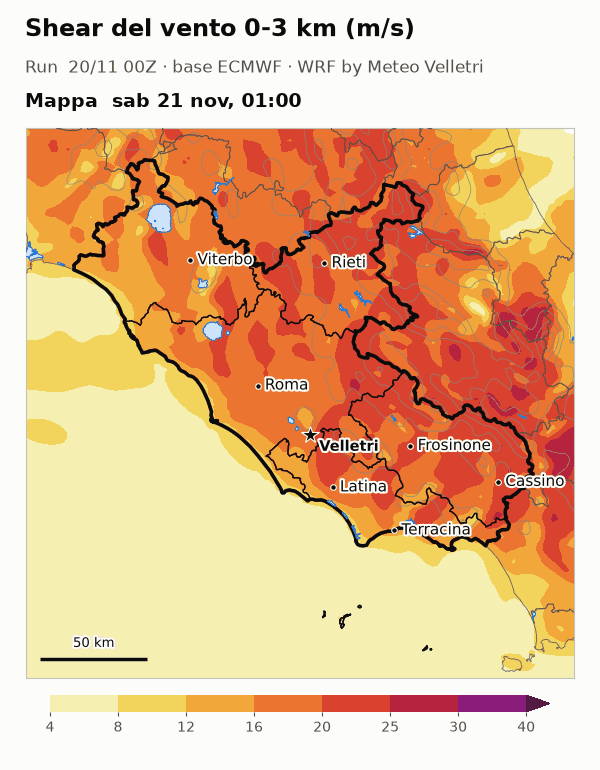 Shear del vento 0-3 km (m/s)
Run  20/11 00Z · base ECMWF · WRF by Meteo Velletri
Mappa  sab 21 nov, 01:00
Viterbo
Rieti
Roma
Velletri
Frosinone
Latina
Cassino
Terracina
50 km
4 8 12 16 20 25 30 40